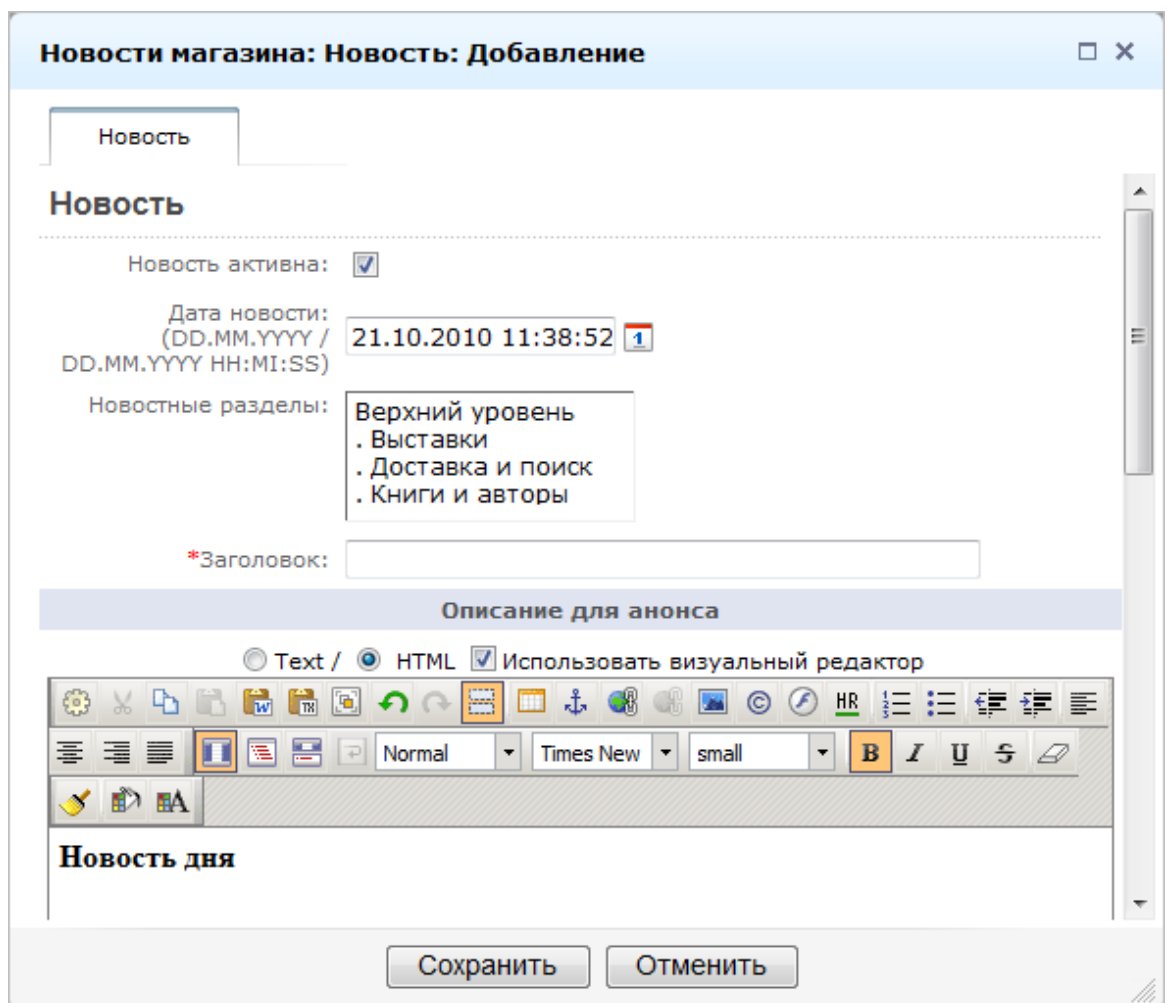 Новости магазина: Новость: Добавление
Новость
Новость
Новость активна:
Дата новости:
(DD.MM.YYYY /
DD.MM.YYYY HH:MI:SS)
21.10.2010 11:38:52
1
Новостные разделы:
Верхний уровень
. Выставки
. Доставка и поиск
. Книги и авторы
*Заголовок:
Описание для анонса
Text / HTML Использовать визуальный редактор
W TX © f HR
Normal Times New small B I U S
A
Новость дня
Сохранить Отменить